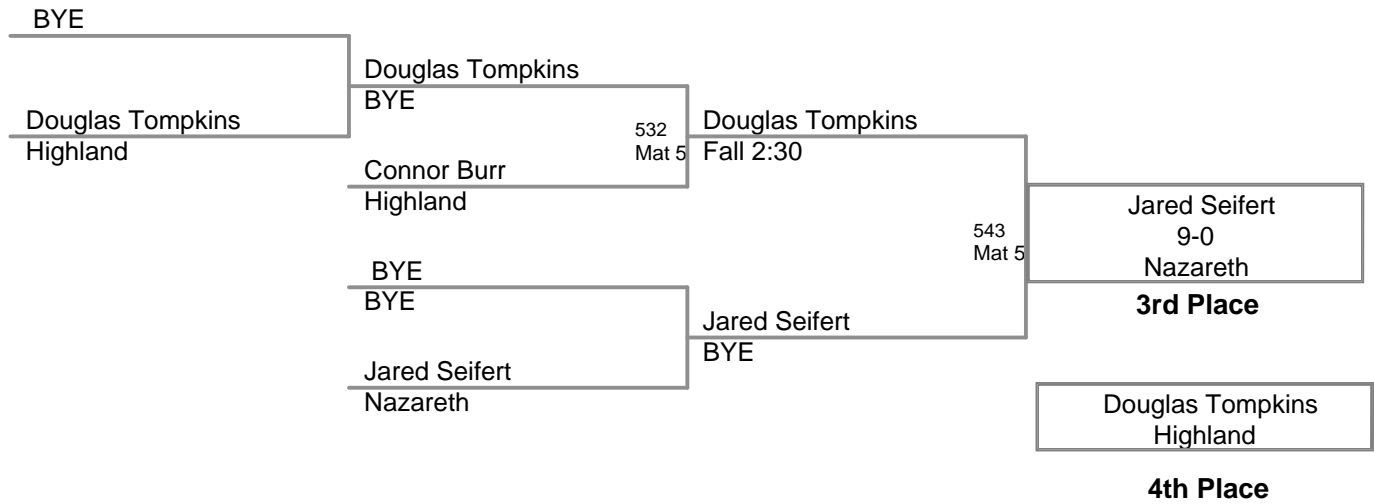 BYE
Douglas Tompkins
Highland
Douglas Tompkins
BYE
Connor Burr
Highland
BYE
BYE
Jared Seifert
Nazareth
532
Mat 5
Douglas Tompkins
Fall 2:30
Jared Seifert
BYE
543
Mat 5
Jared Seifert
9-0
Nazareth
3rd Place
Douglas Tompkins
Highland
4th Place